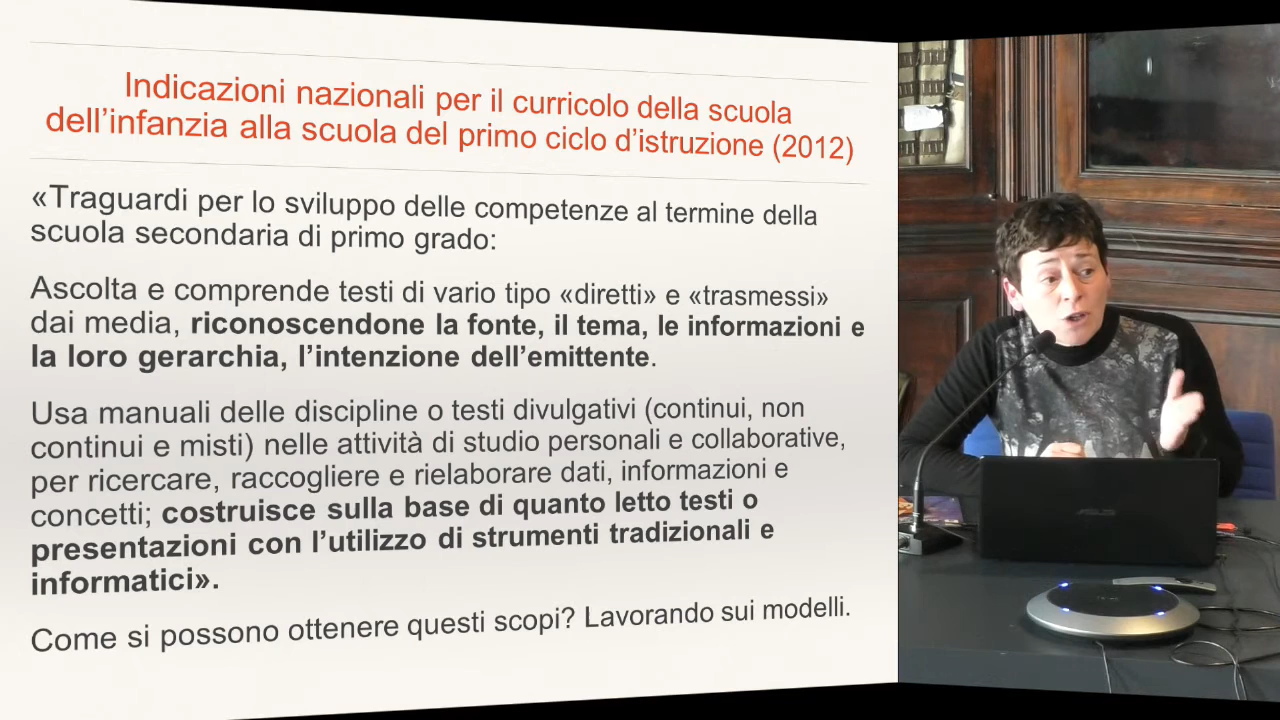 Indicazioni nazionali per il curricolo della scuola
dell’infanzia alla scuola del primo ciclo d’istruzione (2012)
«Traguardi per lo sviluppo delle competenze al termine della
scuola secondaria di primo grado:
Ascolta e comprende testi di vario tipo «diretti» e «trasmessi»
dai media, riconoscendone la fonte, il tema, le informazioni e
la loro gerarchia, l’intenzione dell’emittente.
Usa manuali delle discipline o testi divulgativi (continui, non
continui e misti) nelle attività di studio personali e collaborative,
per ricercare, raccogliere e rielaborare dati, informazioni e
concetti; costruisce sulla base di quanto letto testi o
presentazioni con l’utilizzo di strumenti tradizionali e
informatici».
Come si possono ottenere questi scopi? Lavorando sui modelli.
ASUS